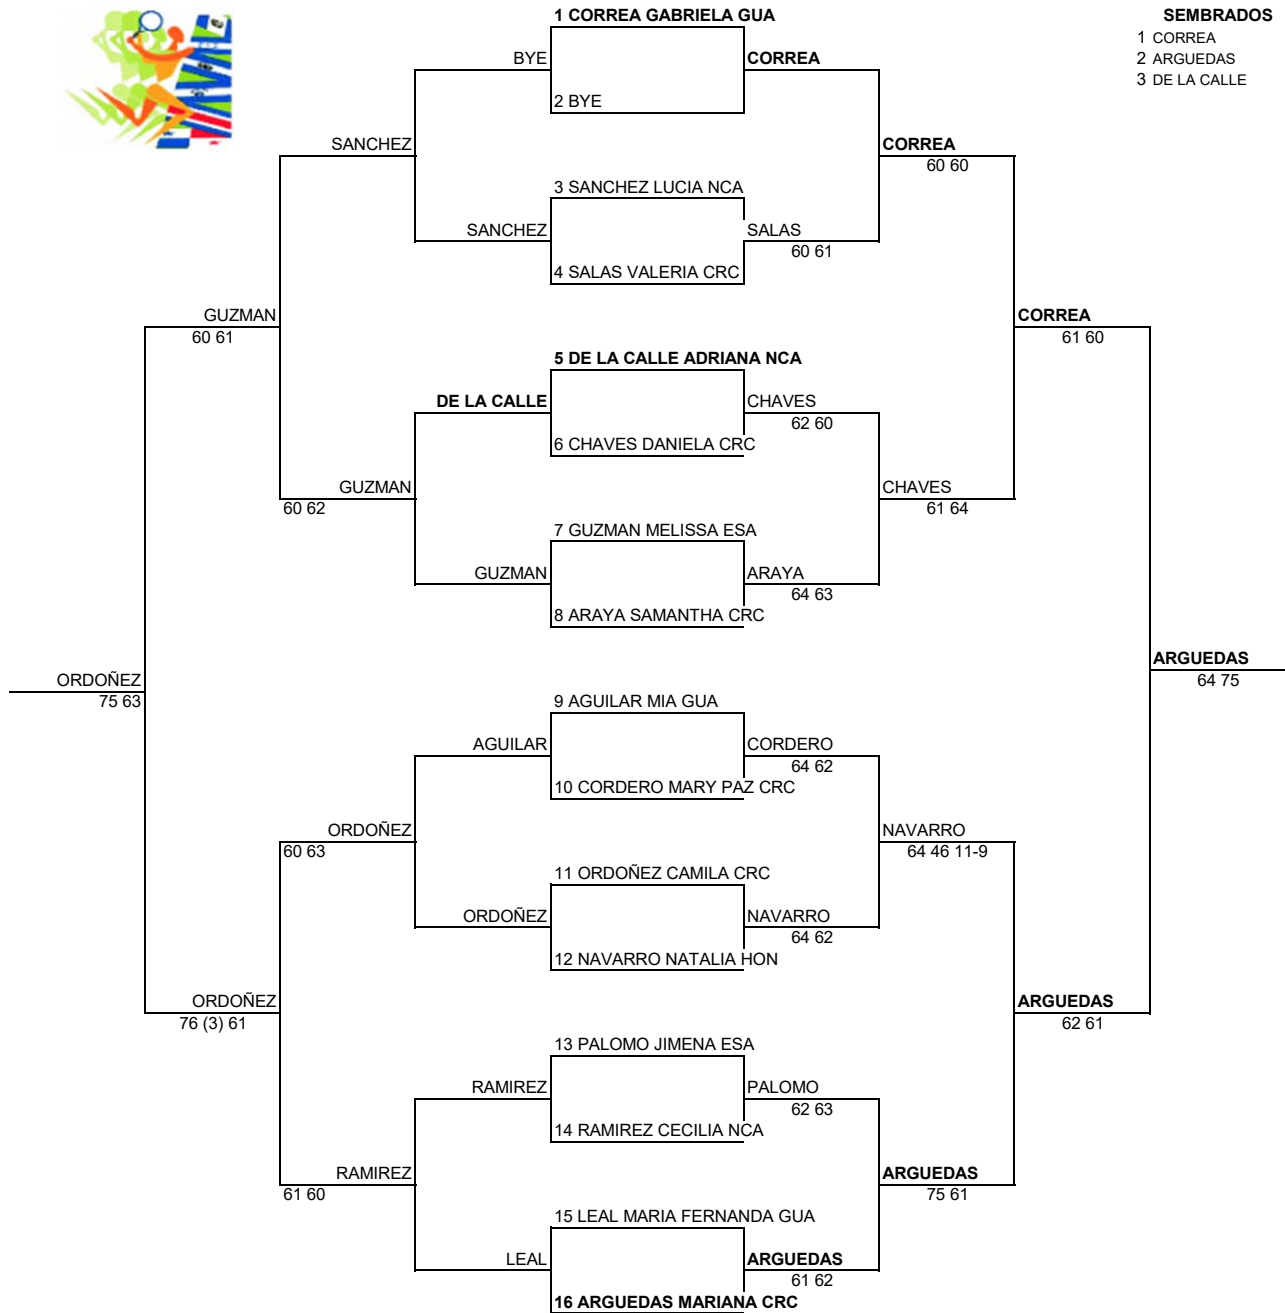 1 CORREA GABRIELA GUA
SEMBRADOS
1 CORREA
2 ARGUEDAS
3 DE LA CALLE
BYE
CORREA
2 BYE
SANCHEZ
CORREA
60 60
3 SANCHEZ LUCIA NCA
SANCHEZ
SALAS
60 61
4 SALAS VALERIA CRC
GUZMAN
60 61
CORREA
61 60
5 DE LA CALLE ADRIANA NCA
DE LA CALLE
CHAVES
62 60
6 CHAVES DANIELA CRC
GUZMAN
60 62
CHAVES
61 64
7 GUZMAN MELISSA ESA
GUZMAN
ARAYA
64 63
8 ARAYA SAMANTHA CRC
ORDOÑEZ
75 63
ARGUEDAS
64 75
9 AGUILAR MIA GUA
AGUILAR
CORDERO
64 62
10 CORDERO MARY PAZ CRC
ORDOÑEZ
60 63
NAVARRO
64 46 11-9
11 ORDOÑEZ CAMILA CRC
ORDOÑEZ
NAVARRO
64 62
12 NAVARRO NATALIA HON
ORDOÑEZ
76 (3) 61
ARGUEDAS
62 61
13 PALOMO JIMENA ESA
RAMIREZ
PALOMO
62 63
14 RAMIREZ CECILIA NCA
RAMIREZ
61 60
ARGUEDAS
75 61
15 LEAL MARIA FERNANDA GUA
LEAL
ARGUEDAS
61 62
16 ARGUEDAS MARIANA CRC